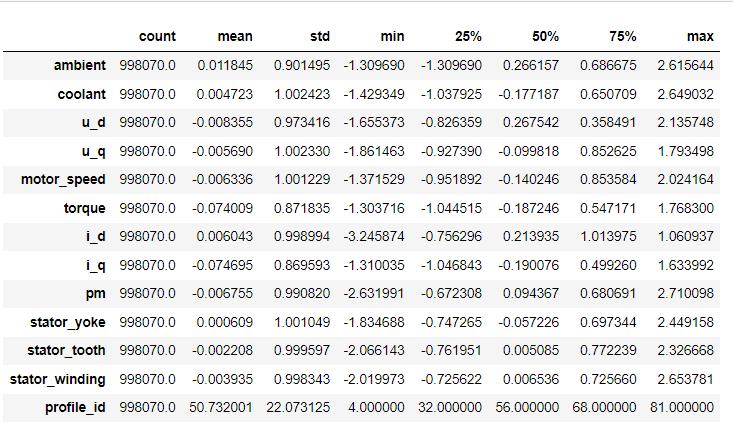 count mean std min 25% 50% 75% max
ambient 998070.0 0.011845 0.901495 -1.309690 -1.309690 0.266157 0.686675 2.615644
coolant 998070.0 0.004723 1.002423 -1.429349 -1.037925 -0.177187 0.650709 2.649032
u_d 998070.0 -0.008355 0.973416 -1.655373 -0.826359 0.267542 0.358491 2.135748
u_q 998070.0 -0.005690 1.002330 -1.861463 -0.927390 -0.099818 0.852625 1.793498
motor_speed 998070.0 -0.006336 1.001229 -1.371529 -0.951892 -0.140246 0.853584 2.024164
torque 998070.0 -0.074009 0.871835 -1.303716 -1.044515 -0.187246 0.547171 1.768300
i_d 998070.0 0.006043 0.998994 -3.245874 -0.756296 0.213935 1.013975 1.060937
i_q 998070.0 -0.074695 0.869593 -1.310035 -1.046843 -0.190076 0.499260 1.633992
pm 998070.0 -0.006755 0.990820 -2.631991 -0.672308 0.094367 0.680691 2.710098
stator_yoke 998070.0 0.000609 1.001049 -1.834688 -0.747265 -0.057226 0.697344 2.449158
stator_tooth 998070.0 -0.002208 0.999597 -2.066143 -0.761951 0.005085 0.772239 2.326668
stator_winding 998070.0 -0.003935 0.998343 -2.019973 -0.725622 0.006536 0.725660 2.653781
profile_id 998070.0 50.732001 22.073125 4.000000 32.000000 56.000000 68.000000 81.000000